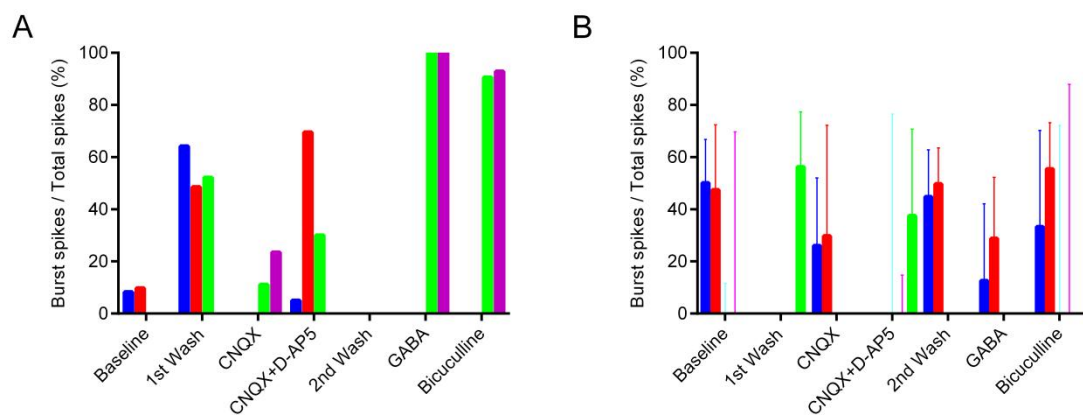 A
Burst spikes / Total spikes (%)
100
80
60
40
20
0
Baseline
1st Wash
CNQX
CNQX+D-AP5
2nd Wash
GABA
Bicuculline
B
Burst spikes / Total spikes (%)
100
80
60
40
20
0
Baseline
1st Wash
CNQX
CNQX+D-AP5
2nd Wash
GABA
Bicuculline